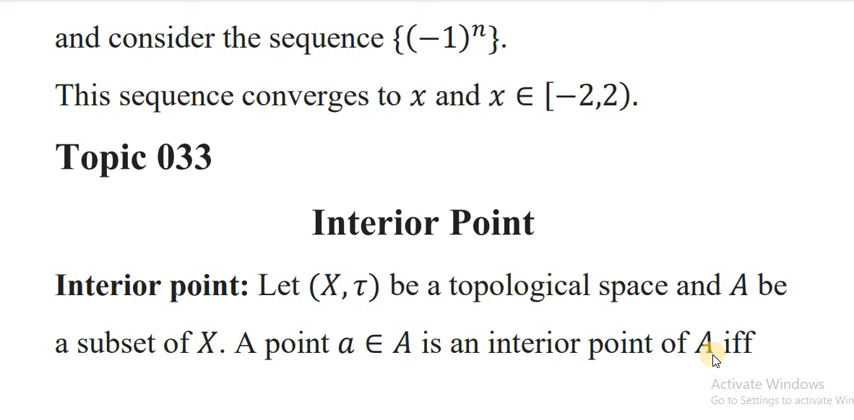 and consider the sequence {(−1)ⁿ}.
This sequence converges to x and x ∈ [−2,2).
Topic 033
Interior Point
Interior point: Let (X, τ) be a topological space and A be
a subset of X. A point a ∈ A is an interior point of A iff
Activate Windows
Go to Settings to activate Win